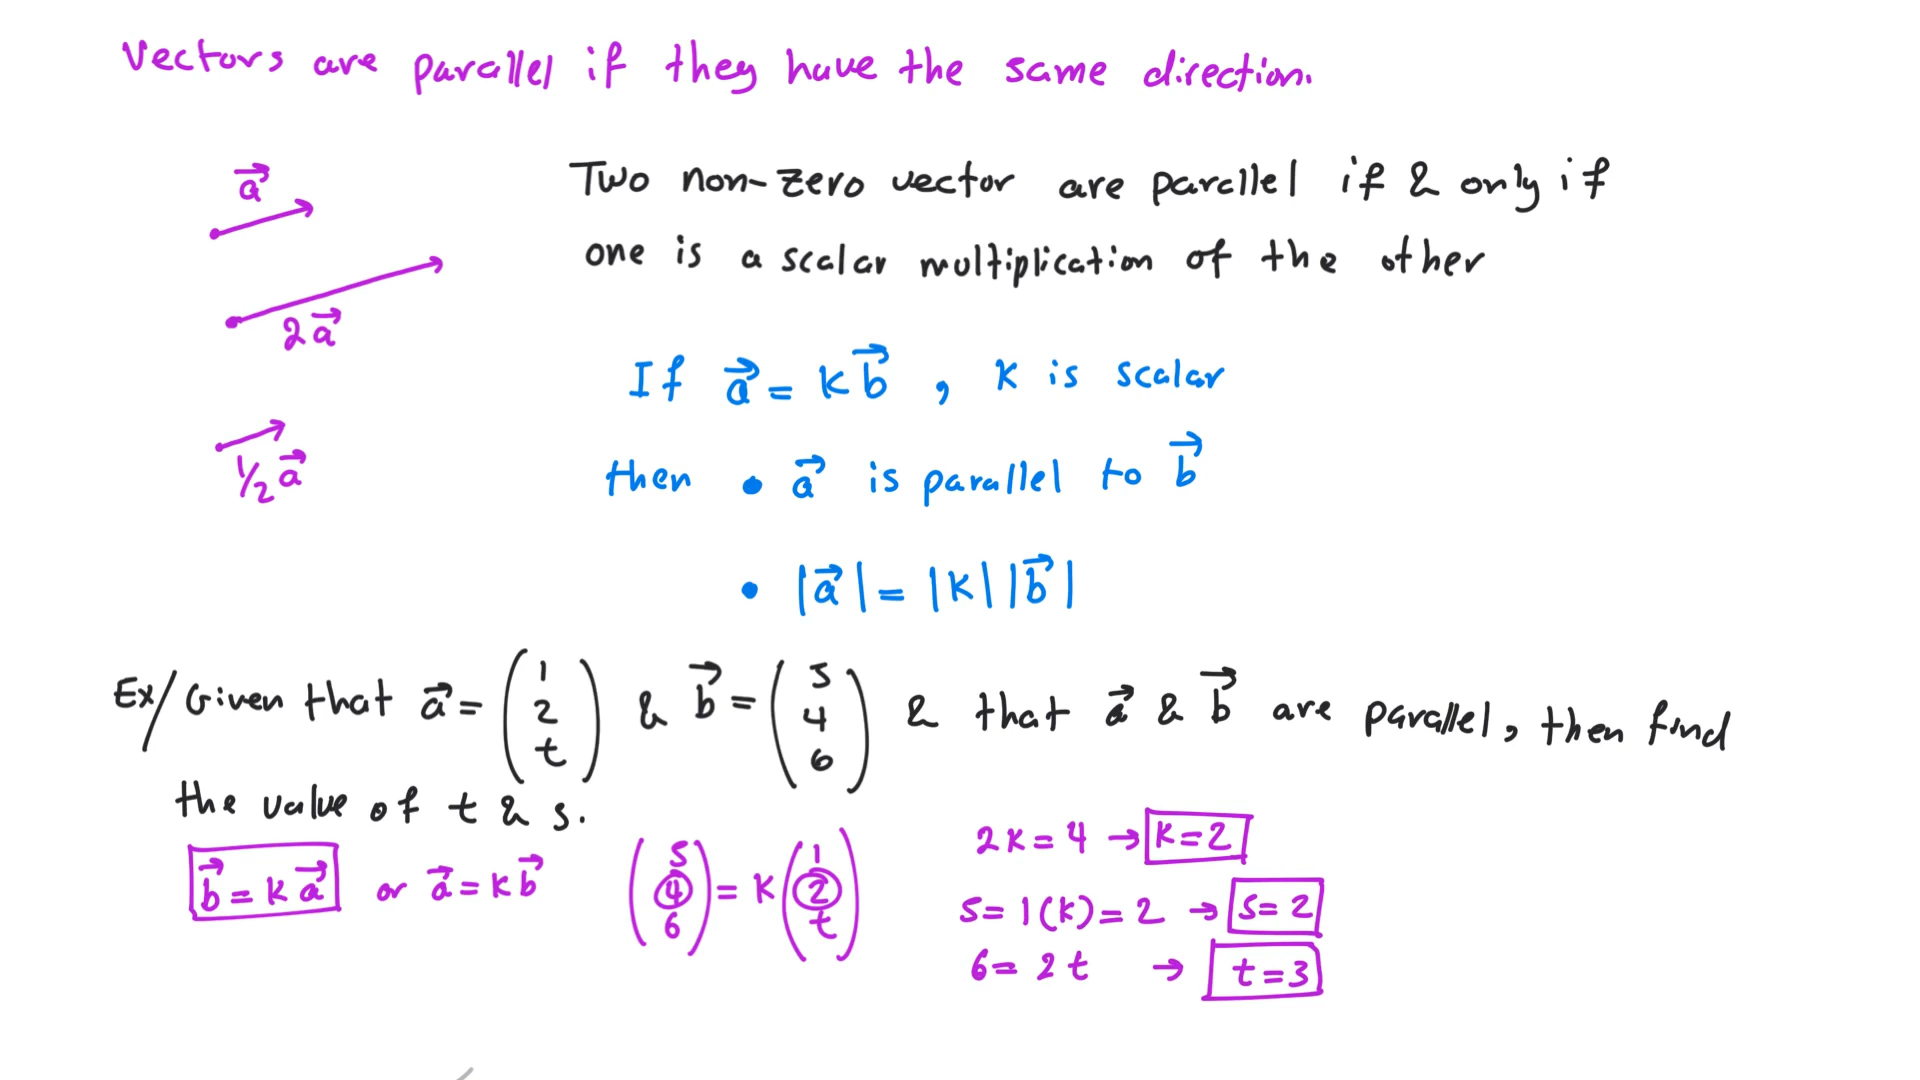 Vectors are parallel if they have the same direction.
a⃗
Two non-zero vector are parallel if & only if
one is a scalar multiplication of the other
2a⃗
If a⃗ = kb⃗ , k is scalar
1/2 a⃗
then • a⃗ is parallel to b⃗
• |a⃗| = |k||b⃗|
Ex/ Given that a⃗ = (1 2 t) & b⃗ = (s 4 6) & that a⃗ & b⃗ are parallel, then find
the value of t & s.
b⃗ = k a⃗ or a⃗ = k b⃗
(s 4 6) = k (1 2 t)
2k = 4 → k = 2
s = 1(k) = 2 → s = 2
6 = 2t → t = 3